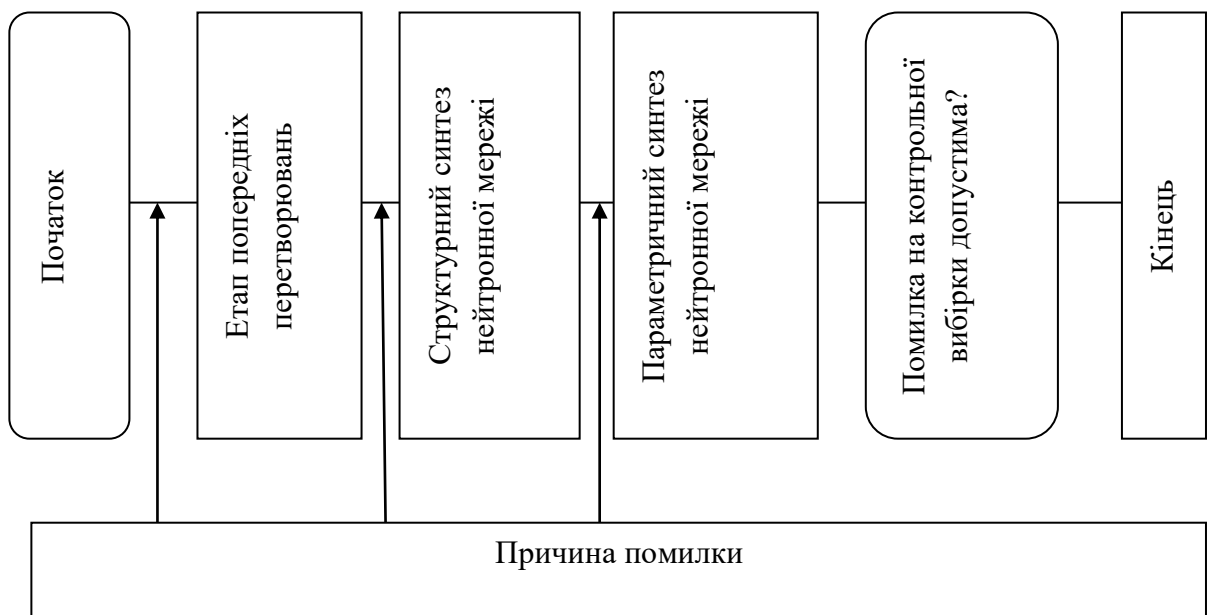 Початок
Етап попередніх
перетворювань
Структурний синтез
нейтронної мережі
Параметричний синтез
нейтронної мережі
Помилка на контрольної
вибірки допустима?
Кінець
Причина помилки